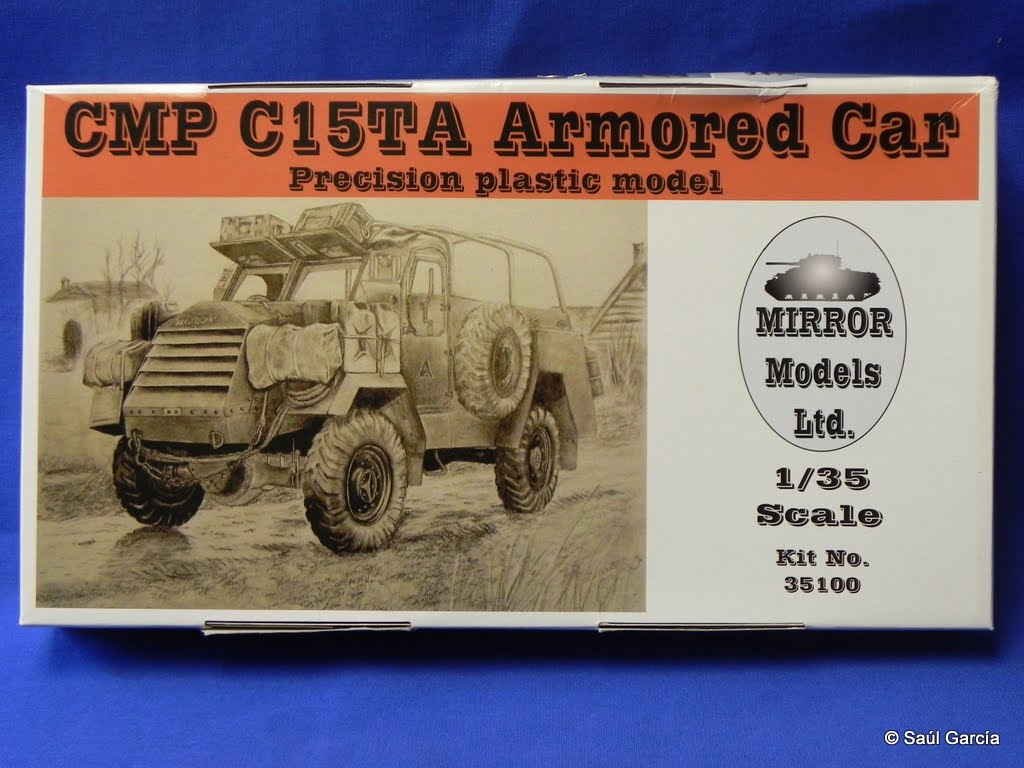 CMP C15TA Armored Car
Precision plastic model
MIRROR
Models
Ltd.
1/35
Scale
Kit No.
35100
© Saúl García